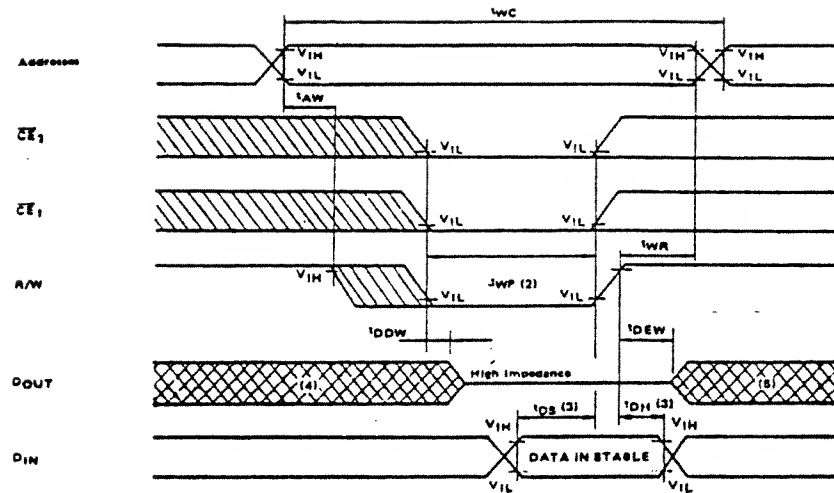 tWC
Addresses
VIH
VIL
VIH
VIL
VIH
VIL
tAW
CE2
VIL
VIL
CE1
VIL
VIL
tWR
R/W
VIH
tWP (2)
VIL
VIL
tDDW
tDEW
DOUT
(4)
High Impedance
(5)
tDS (3)
tDH (3)
DIN
VIH
VIL
DATA IN STABLE
VIH
VIL